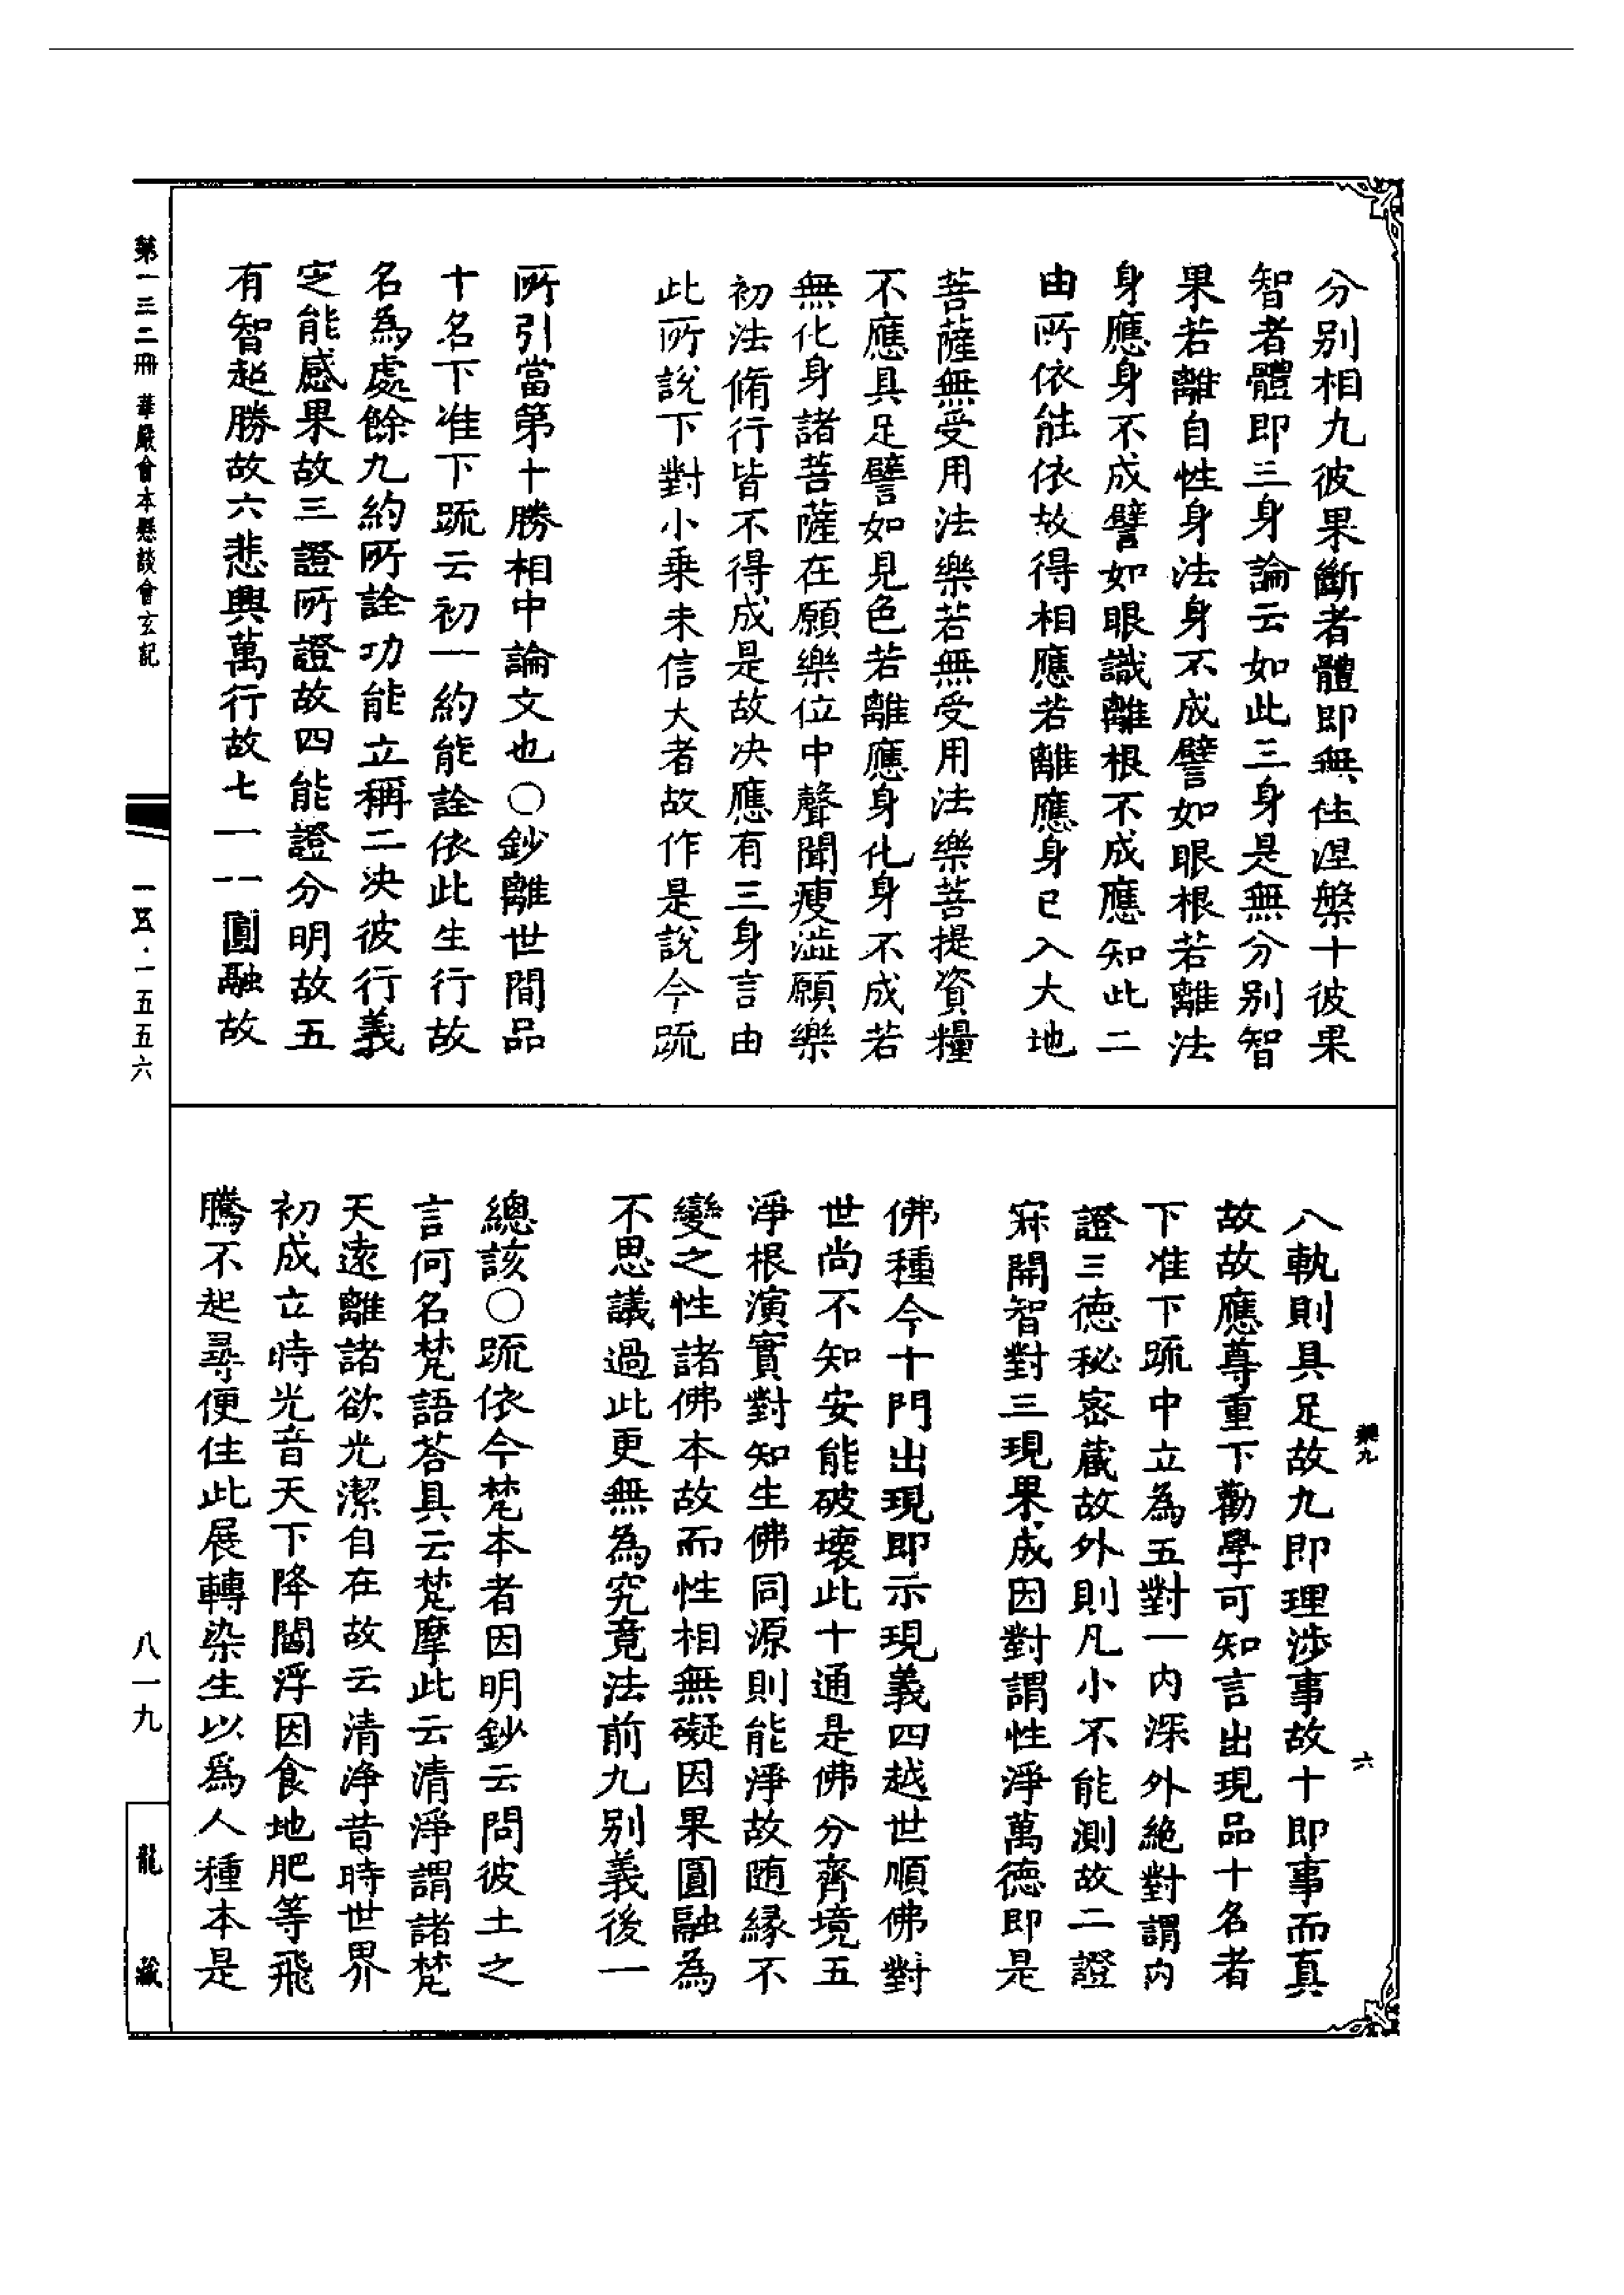 分别相九彼果斷者體即無住涅槃十彼果
智者體即三身論云如此三身是無分别智
果若離自性身法身不成譬如眼根若離法
身應身不成譬如眼識離根不成應知此二
由所依能依故得相應若離應身已入大地
菩薩無受用法樂若無受用法樂菩提資糧
不應具足譬如見色若離應身化身不成若
無化身諸菩薩在願樂位中聲聞瘦澁願樂
初法脩行皆不得成是故決應有三身言由
此所說下對小乗未信大者故作是說今䟽
所引當第十勝相中論文也○鈔離世間品
十名下准下䟽云初一約能詮依此生行故
名為處餘九約所詮功能立稱二决彼行義
定能感果故三證所證故四能證分明故五
有智超勝故六悲興萬行故七一一圓融故
八軌則具足故九即理涉事故十即事而真
故故應尊重下勸學可知言出現品十名者
下准下䟽中立為五對一内深外絶對謂内
證三德秘密蔵故外則凡小不能測故二證
寂開智對三現果成因對謂性淨萬德即是
佛種今十門出現即示現義四越世順佛對
世尚不知安能破壞此十通是佛分齊境五
淨根演實對知生佛同源則能淨故随緣不
變之性諸佛本故而性相無礙因果圓融為
不思議過此更無為究竟法前九别義後一
總該○䟽依今梵本者因明鈔云問彼土之
言何名梵語荅具云梵摩此云清淨謂諸梵
天遠離諸欲光潔自在故云清淨昔時世界
初成立時光音天下降閻浮因食地肥等飛
騰不起尋便住此展轉染生以爲人種本是
第一三二冊 華嚴會本懸談會玄記
一五五·一五五六
八一九
龍藏
九
六